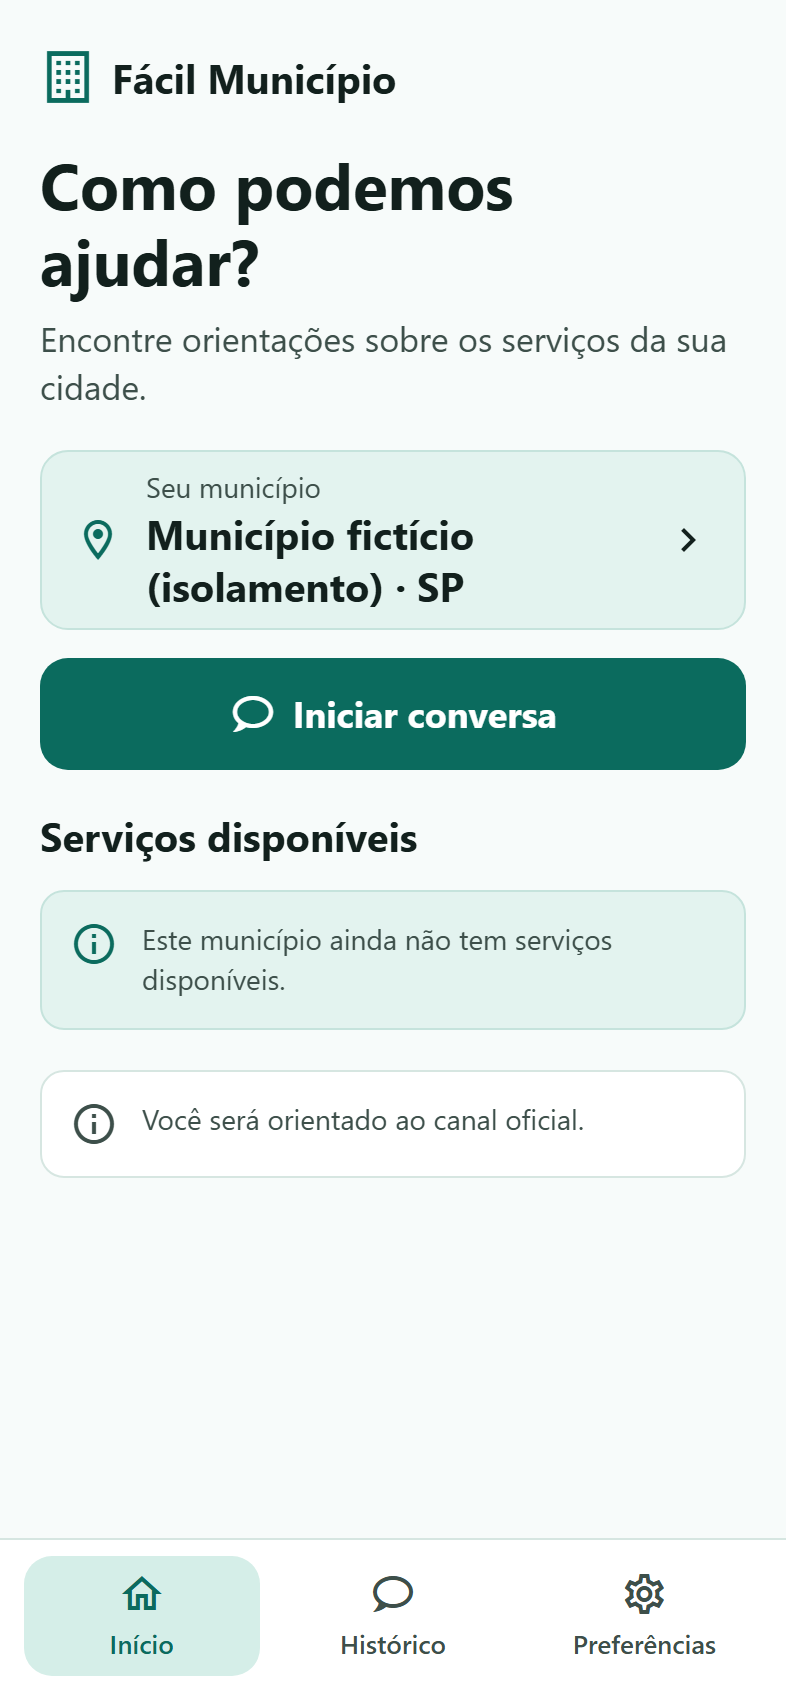 Fácil Município
Como podemos
ajudar?
Encontre orientações sobre os serviços da sua
cidade.
Seu município
Município fictício
(isolamento) · SP
Iniciar conversa
Serviços disponíveis
Este município ainda não tem serviços
disponíveis.
Você será orientado ao canal oficial.
Início
Histórico
Preferências